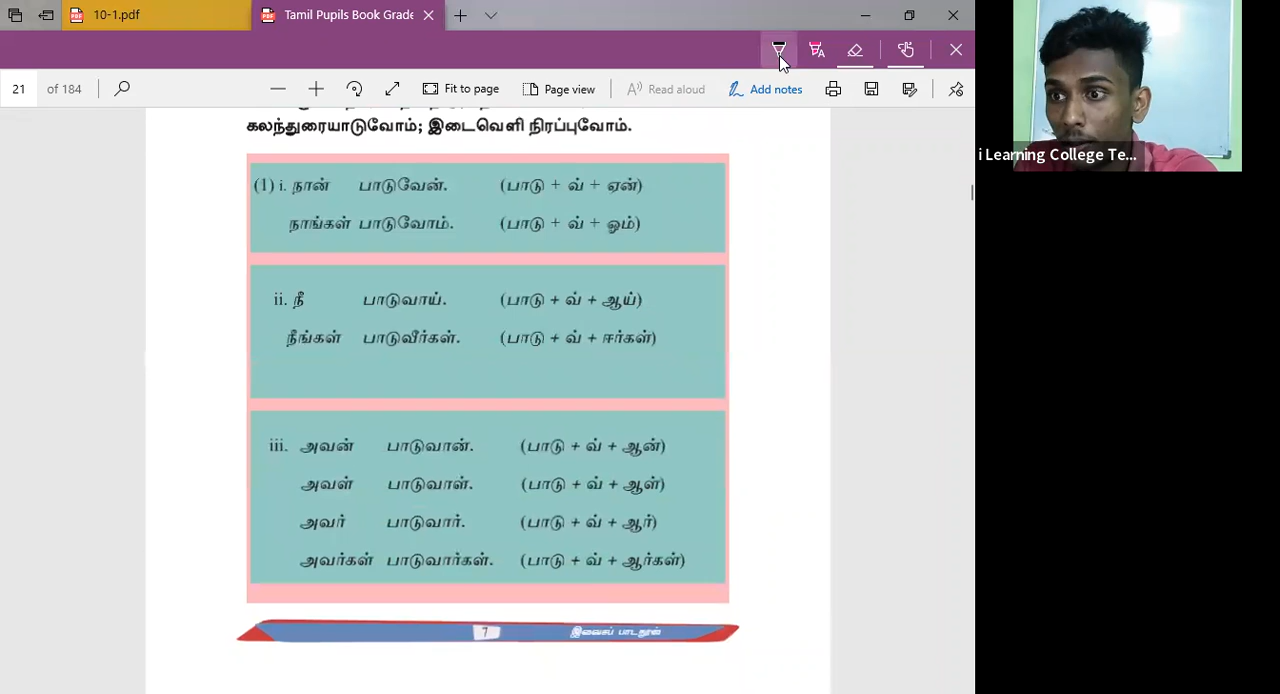 10-1.pdf
Tamil Pupils Book Grade
21 of 184
Fit to page
Page view
Read aloud
Add notes
கலந்துரையாடுவோம்; இடைவெளி நிரப்புவோம்.
(1) i. நான் பாடுவேன். (பாடு + வ் + ஏன்)
நாங்கள் பாடுவோம். (பாடு + வ் + ஓம்)
ii. நீ பாடுவாய். (பாடு + வ் + ஆய்)
நீங்கள் பாடுவீர்கள். (பாடு + வ் + ஈர்கள்)
iii. அவன் பாடுவான். (பாடு + வ் + ஆன்)
அவள் பாடுவாள். (பாடு + வ் + ஆள்)
அவர் பாடுவார். (பாடு + வ் + ஆர்)
அவர்கள் பாடுவார்கள். (பாடு + வ் + ஆர்கள்)
7
i Learning College Te...